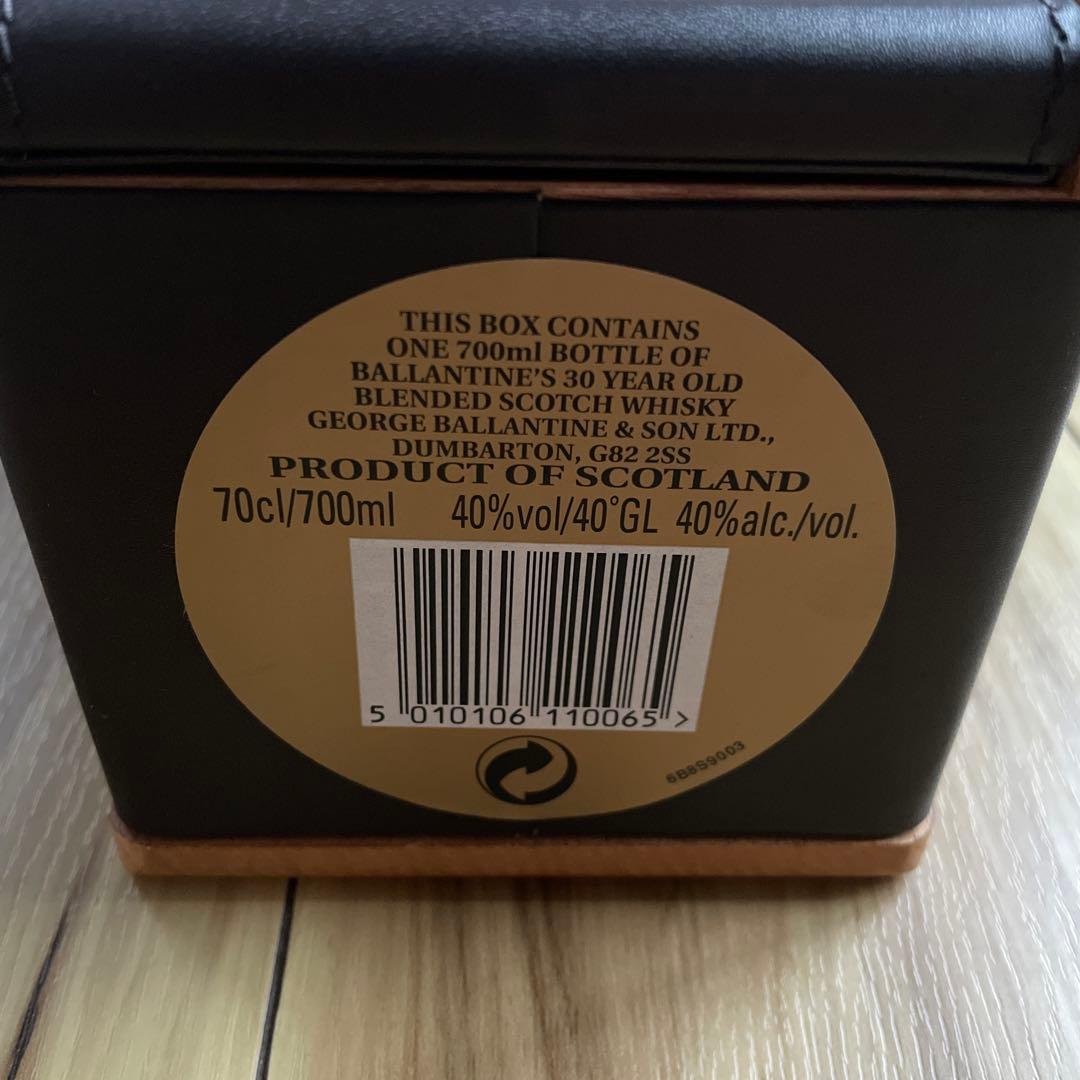 THIS BOX CONTAINS
ONE 700ml BOTTLE OF
BALLANTINE'S 30 YEAR OLD
BLENDED SCOTCH WHISKY
GEORGE BALLANTINE & SON LTD.,
DUMBARTON, G82 2SS
PRODUCT OF SCOTLAND
70cl/700ml 40%vol/40°GL 40%alc./vol.
5 010106 110065 >
6B8S9003